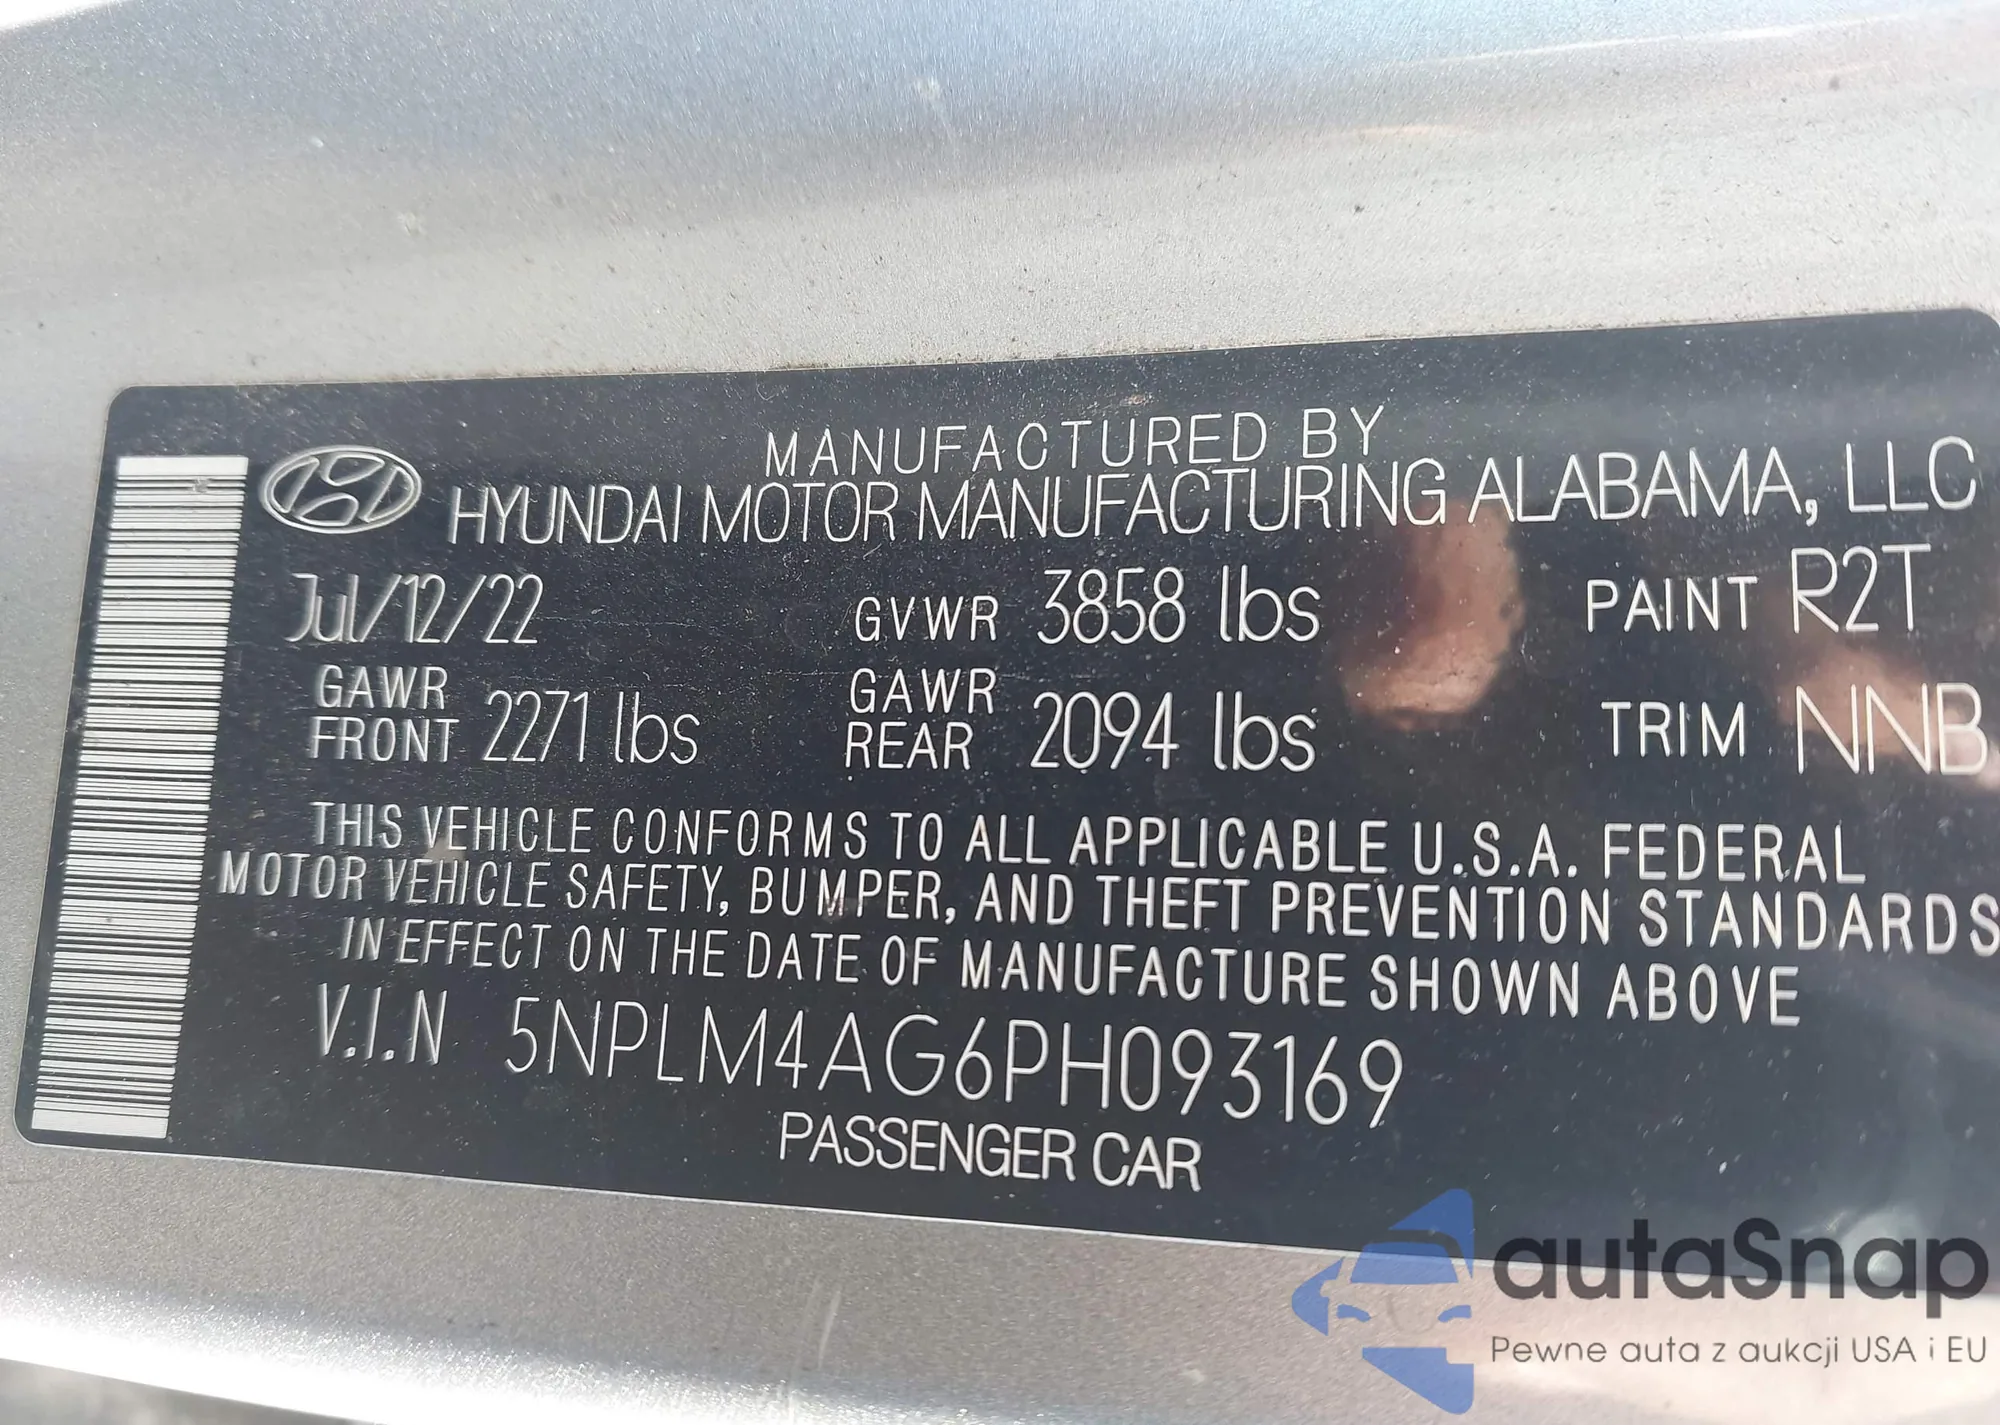 MANUFACTURED BY
HYUNDAI MOTOR MANUFACTURING ALABAMA, LLC
Jul/12/22 GVWR 3858 lbs PAINT R2T
GAWR FRONT 2271 lbs GAWR REAR 2094 lbs TRIM NNB
THIS VEHICLE CONFORMS TO ALL APPLICABLE U.S.A. FEDERAL
MOTOR VEHICLE SAFETY, BUMPER, AND THEFT PREVENTION STANDARDS
IN EFFECT ON THE DATE OF MANUFACTURE SHOWN ABOVE
V.I.N 5NPLM4AG6PH093169
PASSENGER CAR
autaSnap
Pewne auta z aukcji USA i EU